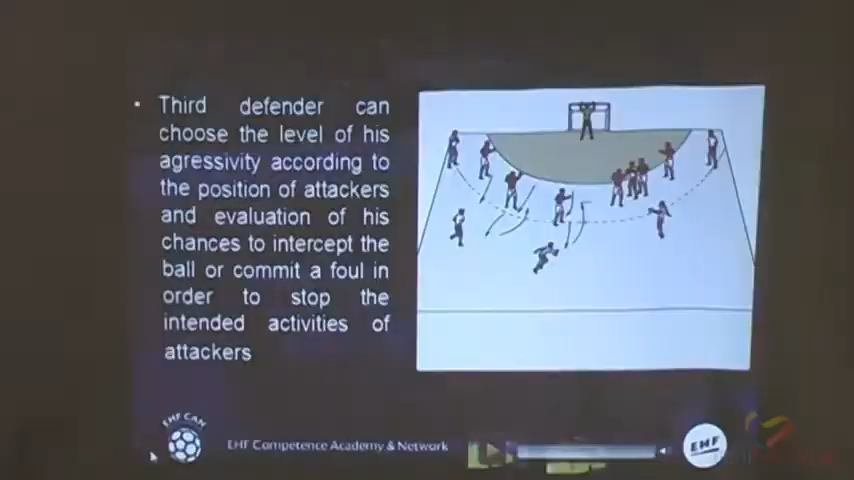 • Third defender can
choose the level of his
agressivity according to
the position of attackers
and evaluation of his
chances to intercept the
ball or commit a foul in
order to stop the
intended activities of
attackers
EHF CAN
EHF Competence Academy & Network
EHF